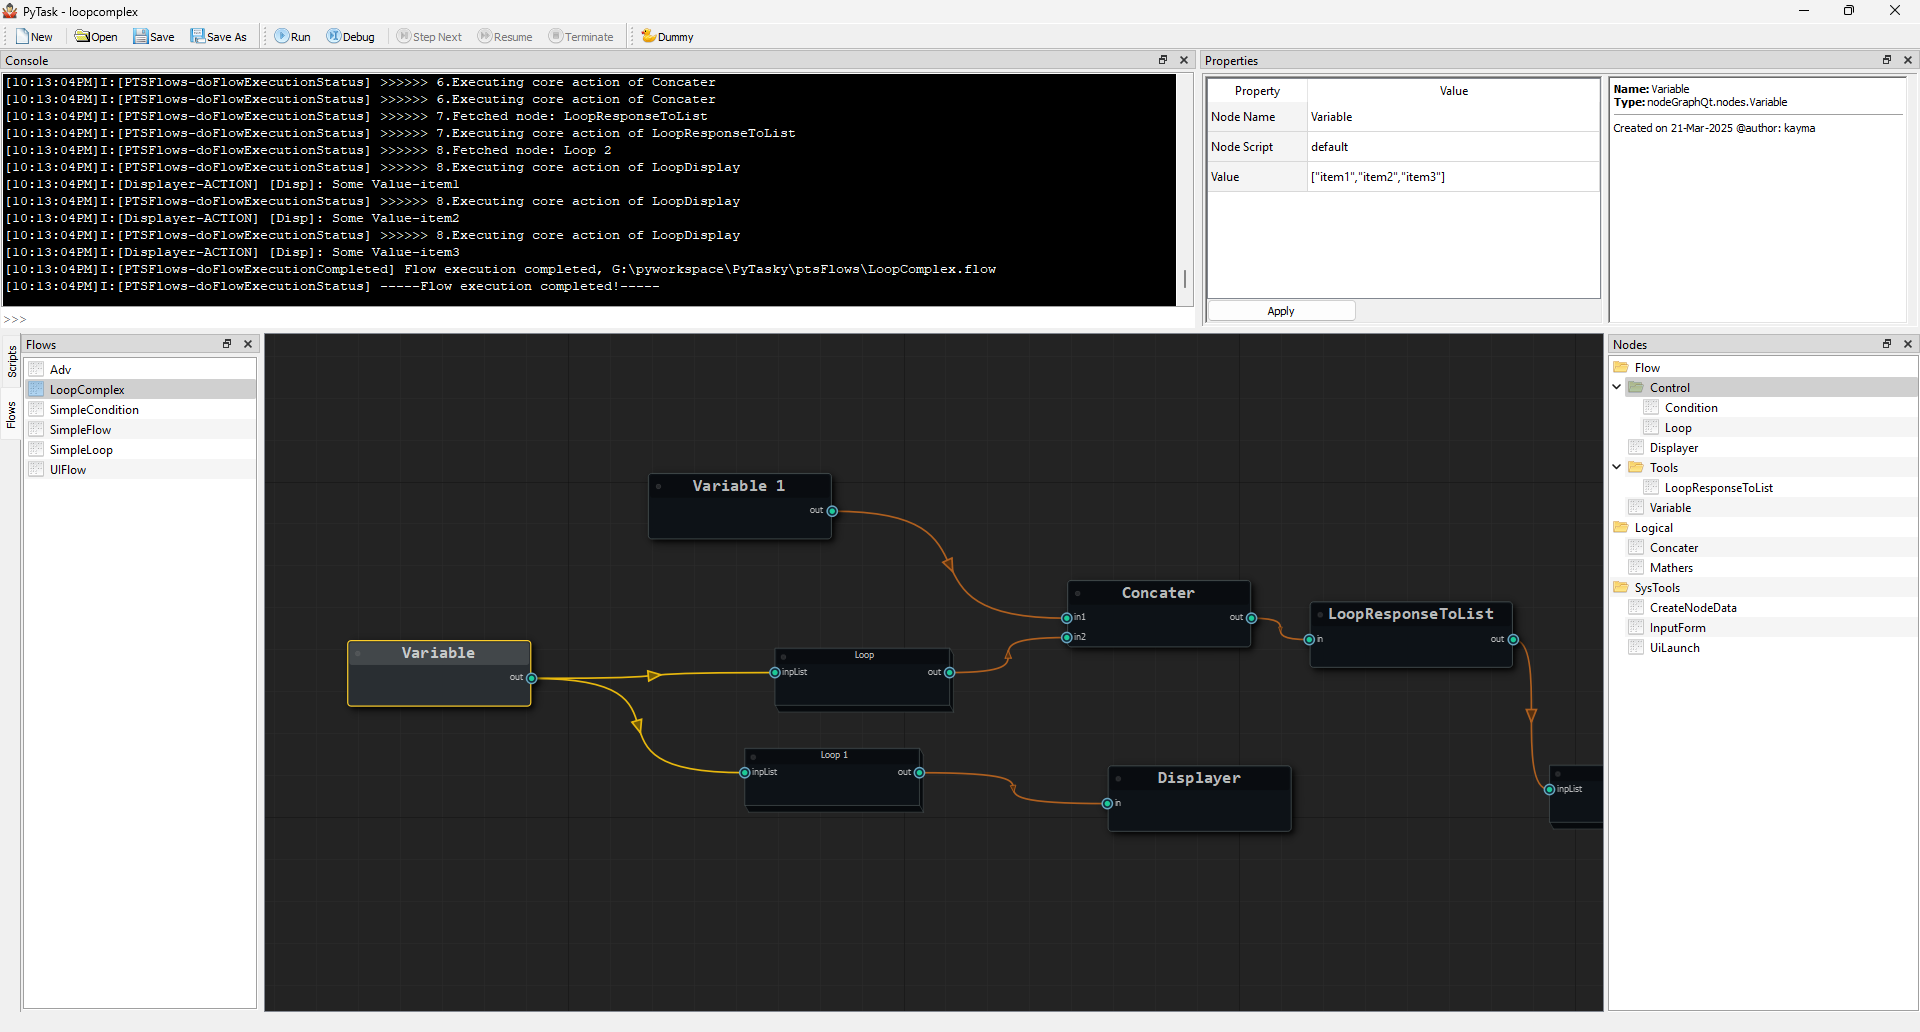 PyTask - loopcomplex
New Open Save Save As Run Debug Step Next Resume Terminate Dummy
Console
[10:13:04PM]I:[PTSFlows-doFlowExecutionStatus] >>>>>> 6.Executing core action of Concater
[10:13:04PM]I:[PTSFlows-doFlowExecutionStatus] >>>>>> 6.Executing core action of Concater
[10:13:04PM]I:[PTSFlows-doFlowExecutionStatus] >>>>>> 7.Fetched node: LoopResponseToList
[10:13:04PM]I:[PTSFlows-doFlowExecutionStatus] >>>>>> 7.Executing core action of LoopResponseToList
[10:13:04PM]I:[PTSFlows-doFlowExecutionStatus] >>>>>> 8.Fetched node: Loop 2
[10:13:04PM]I:[PTSFlows-doFlowExecutionStatus] >>>>>> 8.Executing core action of LoopDisplay
[10:13:04PM]I:[Displayer-ACTION] [Disp]: Some Value-item1
[10:13:04PM]I:[PTSFlows-doFlowExecutionStatus] >>>>>> 8.Executing core action of LoopDisplay
[10:13:04PM]I:[Displayer-ACTION] [Disp]: Some Value-item2
[10:13:04PM]I:[PTSFlows-doFlowExecutionStatus] >>>>>> 8.Executing core action of LoopDisplay
[10:13:04PM]I:[Displayer-ACTION] [Disp]: Some Value-item3
[10:13:04PM]I:[PTSFlows-doFlowExecutionCompleted] Flow execution completed, G:\pyworkspace\PyTasky\ptsFlows\LoopComplex.flow
[10:13:04PM]I:[PTSFlows-doFlowExecutionStatus] -----Flow execution completed!-----
>>>
Properties
Property Value
Node Name Variable
Node Script default
Value ["item1","item2","item3"]
Apply
Name: Variable
Type: nodeGraphQt.nodes.Variable
Created on 21-Mar-2025 @author: kayma
Scripts
Flows
Flows
Adv
LoopComplex
SimpleCondition
SimpleFlow
SimpleLoop
UIFlow
Variable 1
out
Concater
in1 out
in2
LoopResponseToList
in out
Variable
out
Loop
inpList out
Loop 1
inpList out
Displayer
in
inpList
Nodes
Flow
Control
Condition
Loop
Displayer
Tools
LoopResponseToList
Variable
Logical
Concater
Mathers
SysTools
CreateNodeData
InputForm
UiLaunch